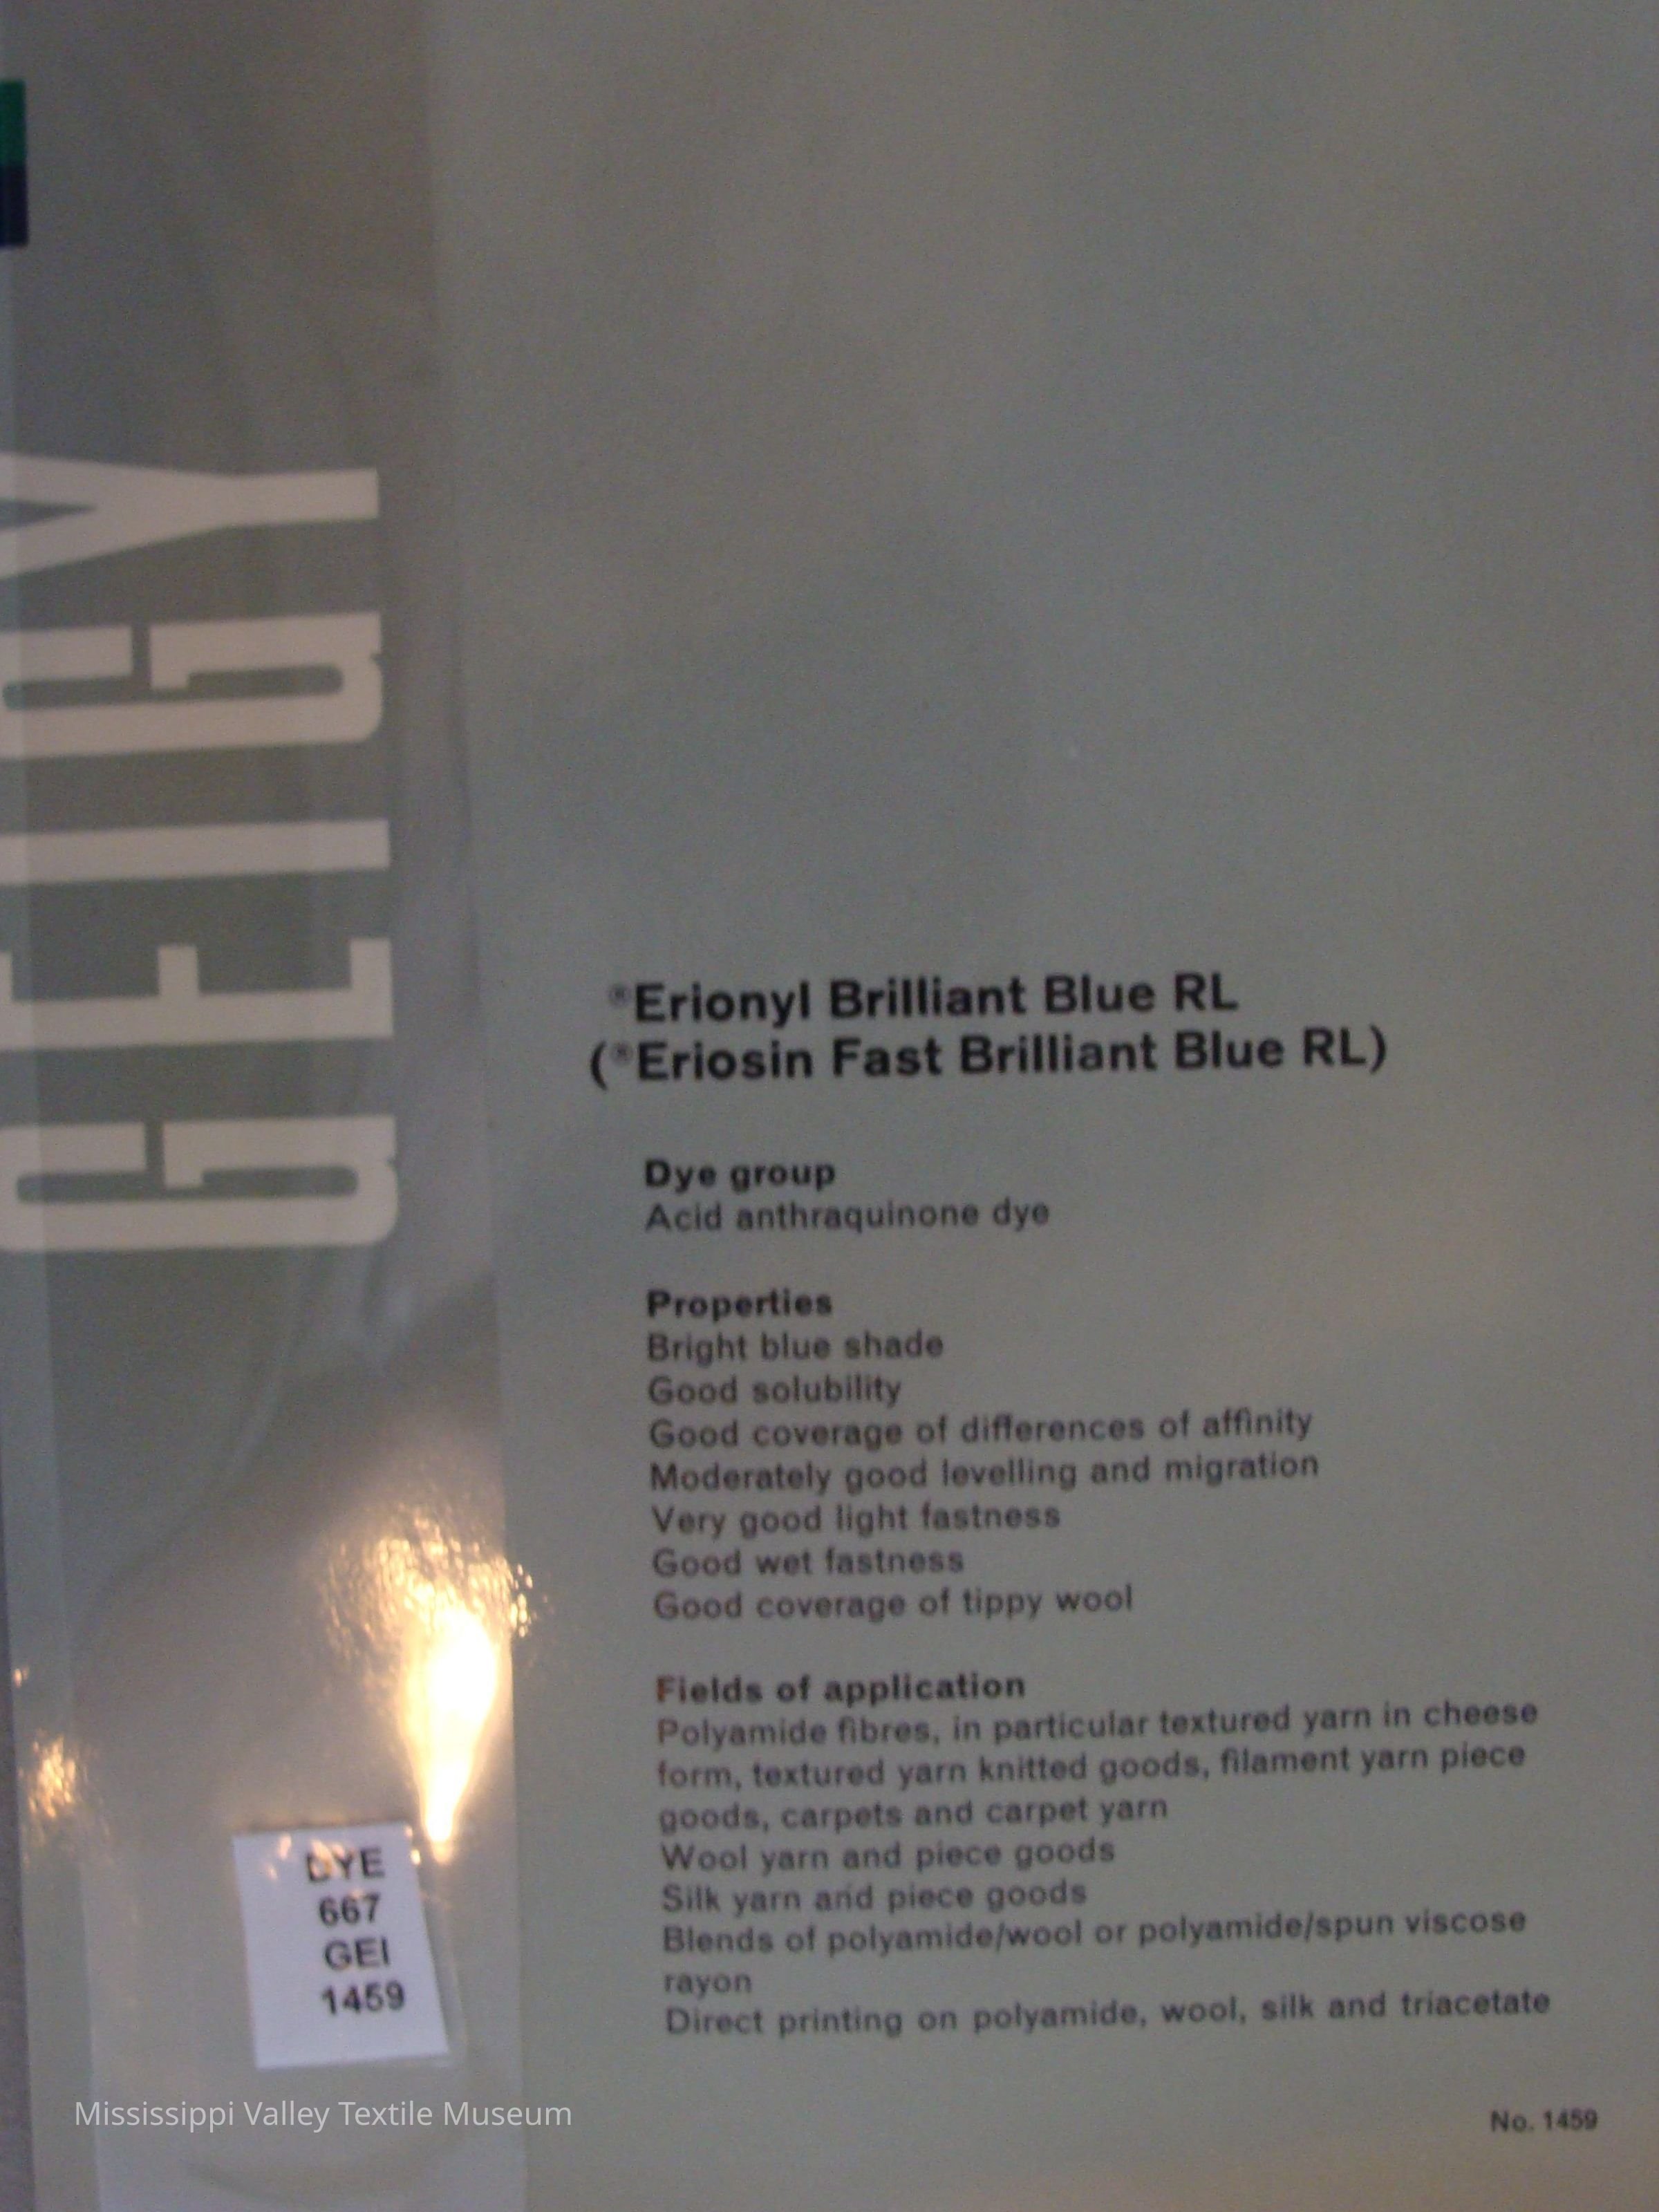 GEIGY
®Erionyl Brilliant Blue RL
(®Eriosin Fast Brilliant Blue RL)
Dye group
Acid anthraquinone dye
Properties
Bright blue shade
Good solubility
Good coverage of differences of affinity
Moderately good levelling and migration
Very good light fastness
Good wet fastness
Good coverage of tippy wool
Fields of application
Polyamide fibres, in particular textured yarn in cheese
form, textured yarn knitted goods, filament yarn piece
goods, carpets and carpet yarn
Wool yarn and piece goods
Silk yarn and piece goods
Blends of polyamide/wool or polyamide/spun viscose
rayon
Direct printing on polyamide, wool, silk and triacetate
No. 1459
DYE
667
GEI
1459
Mississippi Valley Textile Museum